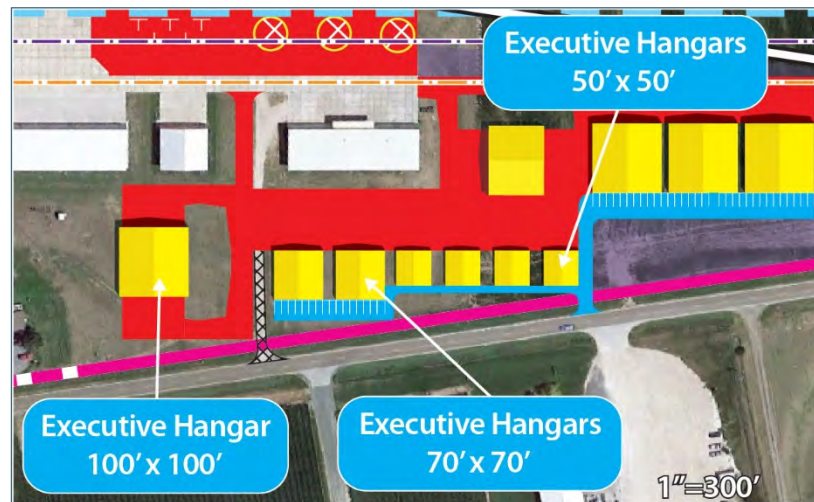 Executive Hangars
50’ x 50’
Executive Hangar
100’ x 100’
Executive Hangars
70’ x 70’
1”=300’